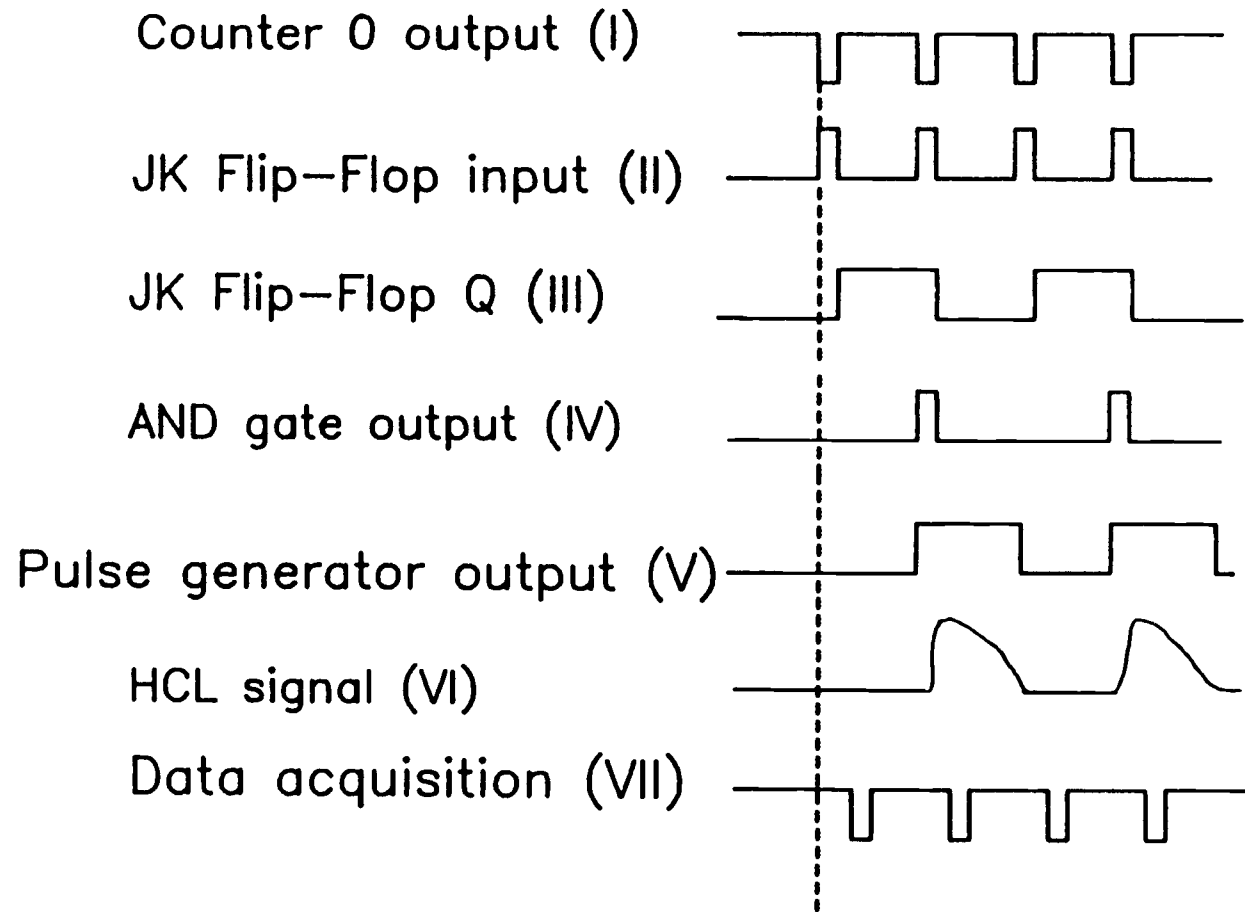 Counter 0 output (I)
JK Flip-Flop input (II)
JK Flip-Flop Q (III)
AND gate output (IV)
Pulse generator output (V)
HCL signal (VI)
Data acquisition (VII)